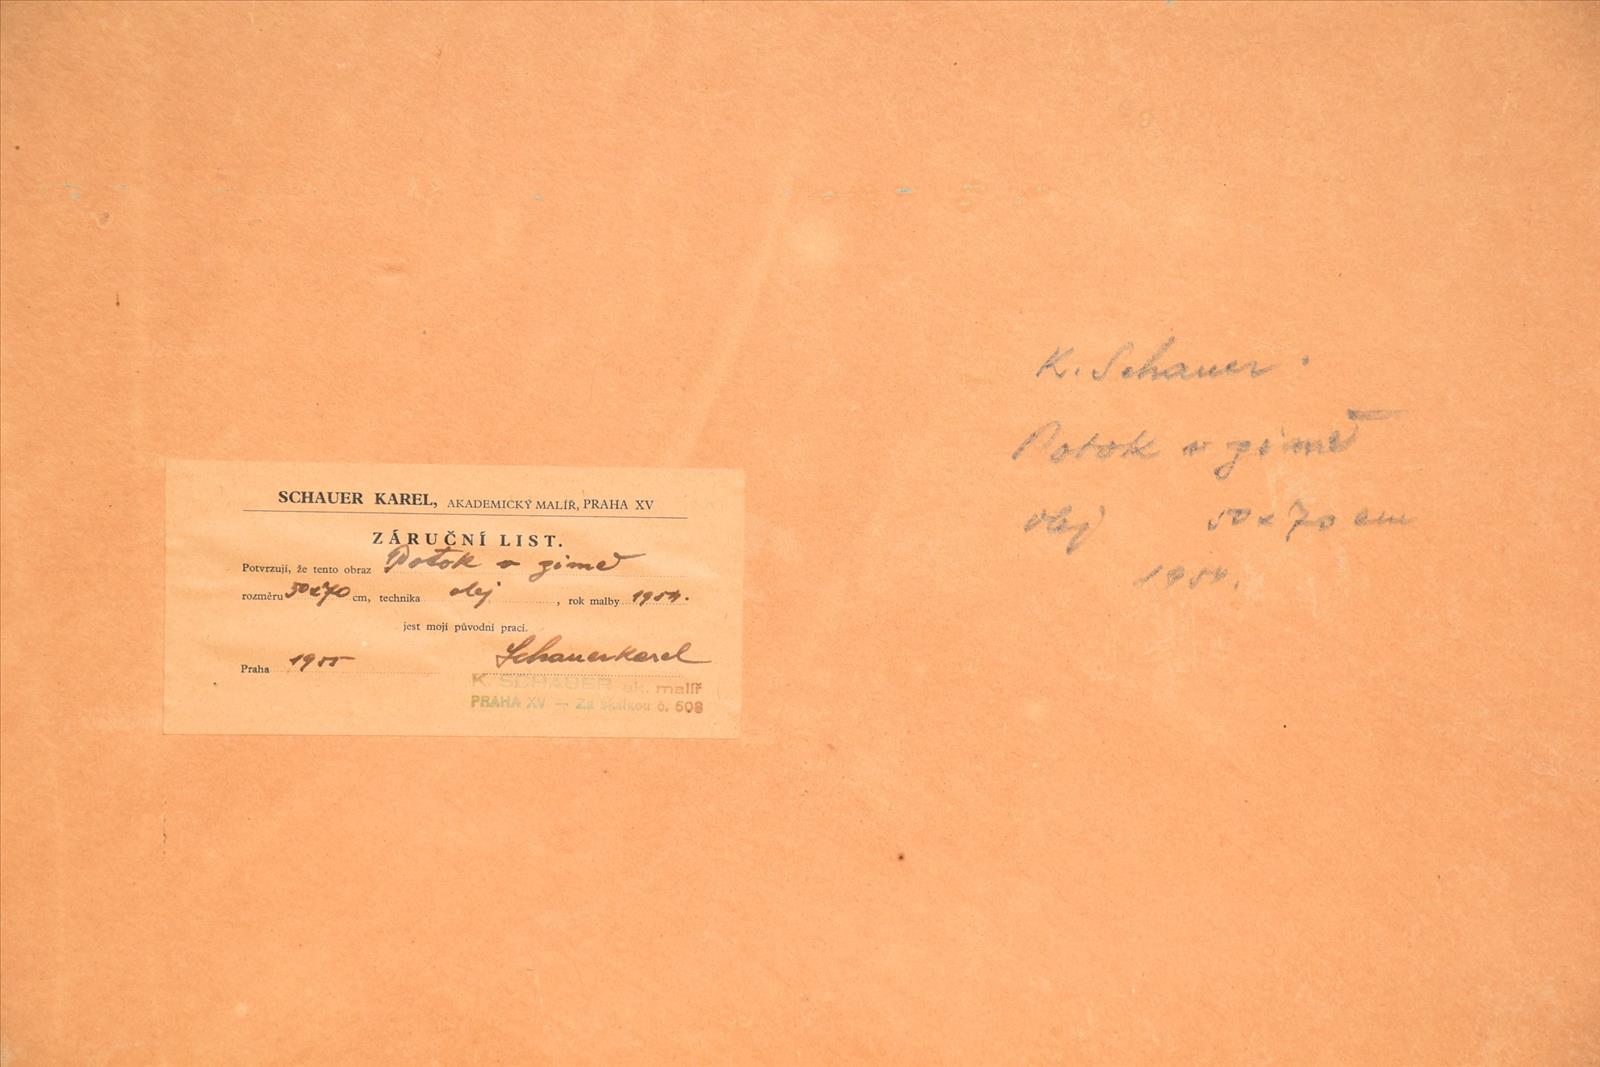 SCHAUER KAREL, AKADEMICKÝ MALÍŘ, PRAHA XV
ZÁRUČNÍ LIST.
Potvrzuji, že tento obraz Potok v zimě
rozměru 50x70 cm, technika olej, rok malby 1954.
jest mojí původní prací.
Praha 1955 Schauer Karel
K. SCHAUER ak. malíř
PRAHA XV — Za skalkou č. 508
K. Schauer.
Potok v zimě
olej 50x70 cm
1954.